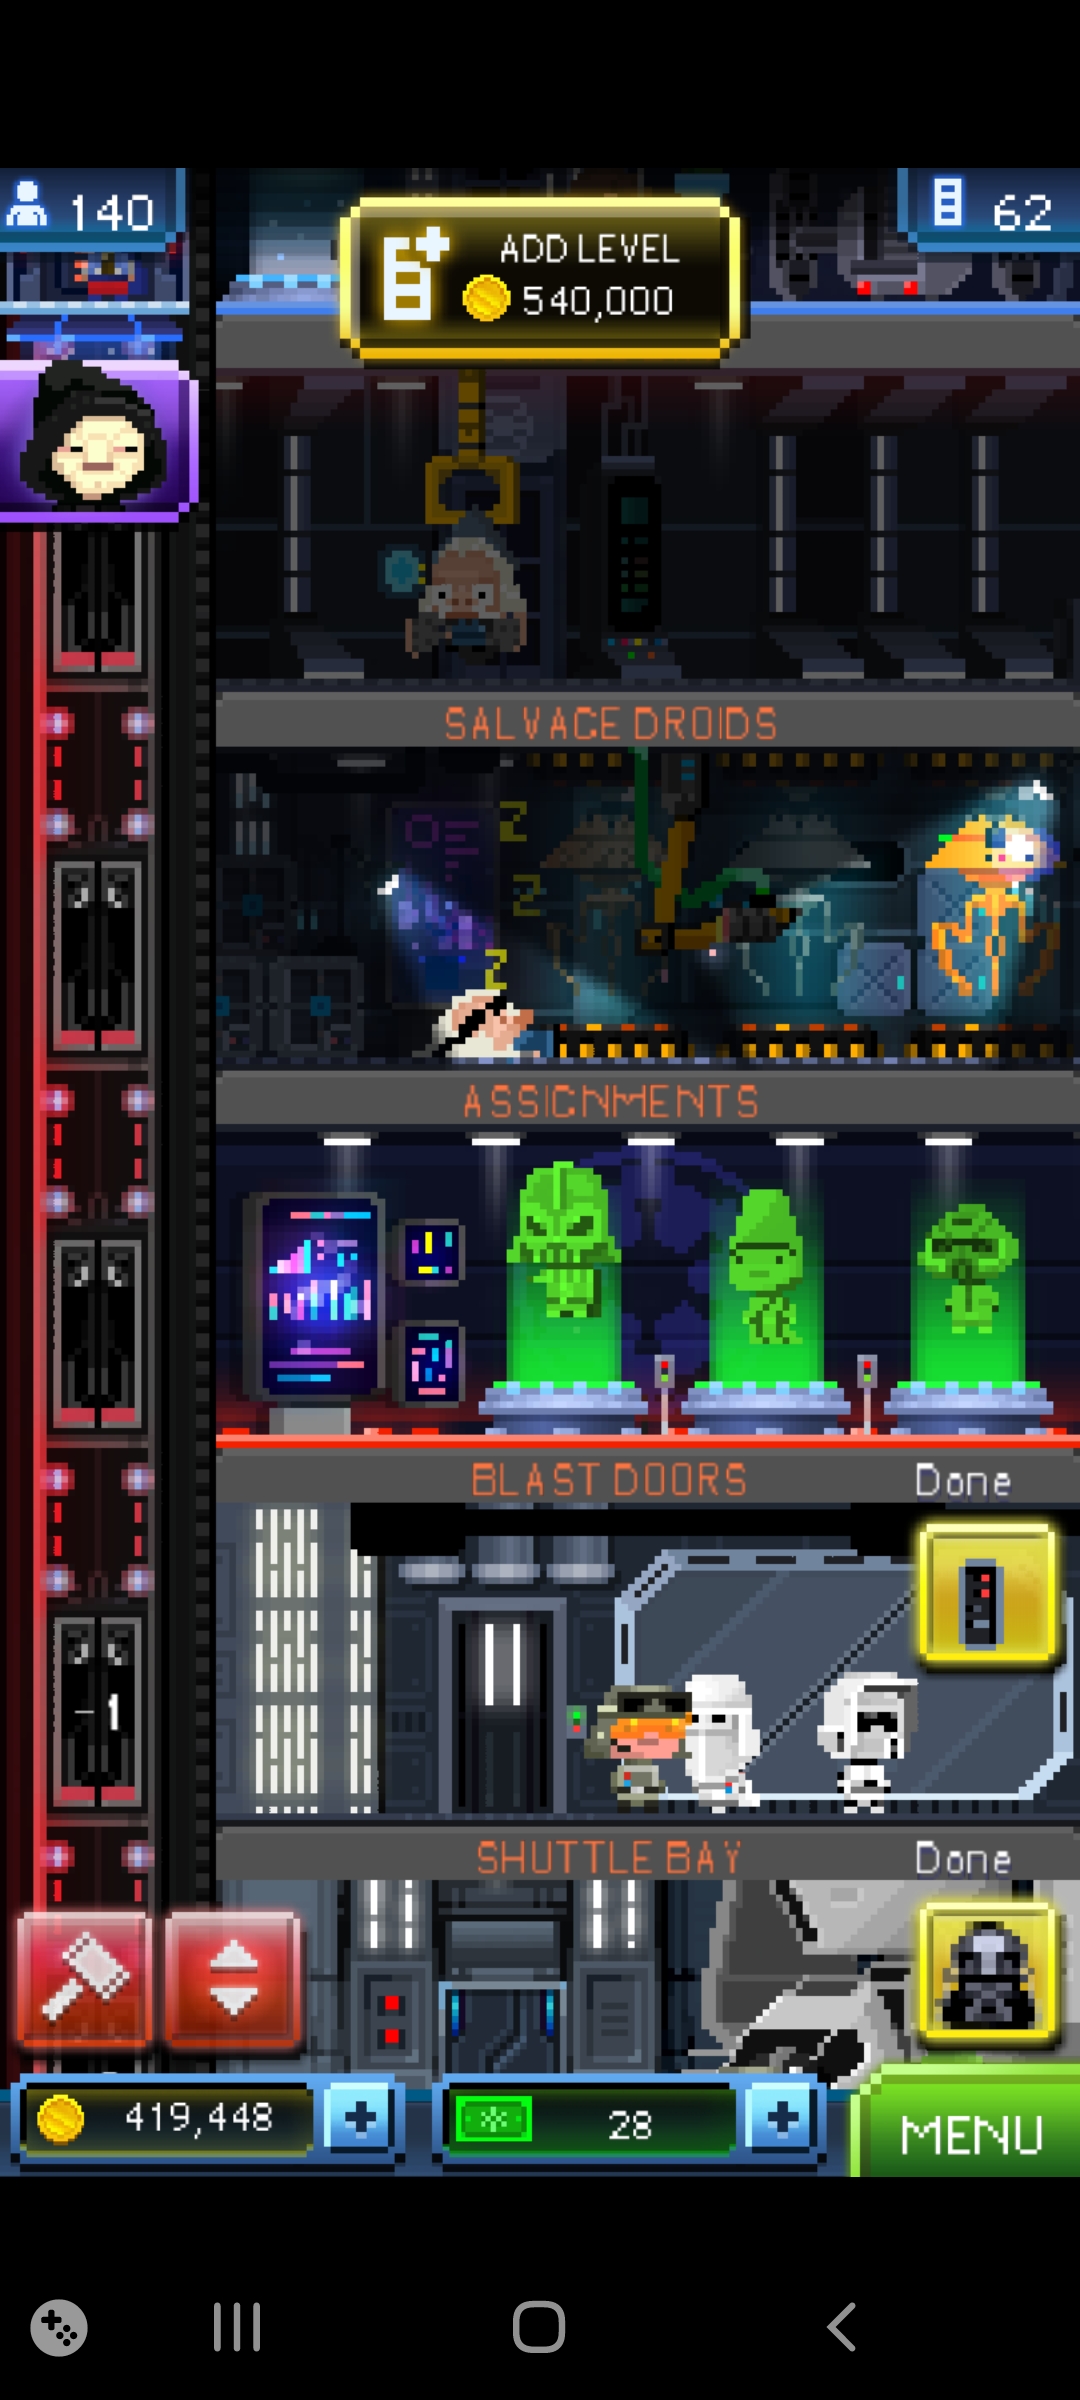 140
ADD LEVEL
540,000
62
SALVAGE DROIDS
Z
Z
Z
ASSIGNMENTS
BLAST DOORS
Done
-1
SHUTTLE BAY
Done
419,448
28
MENU